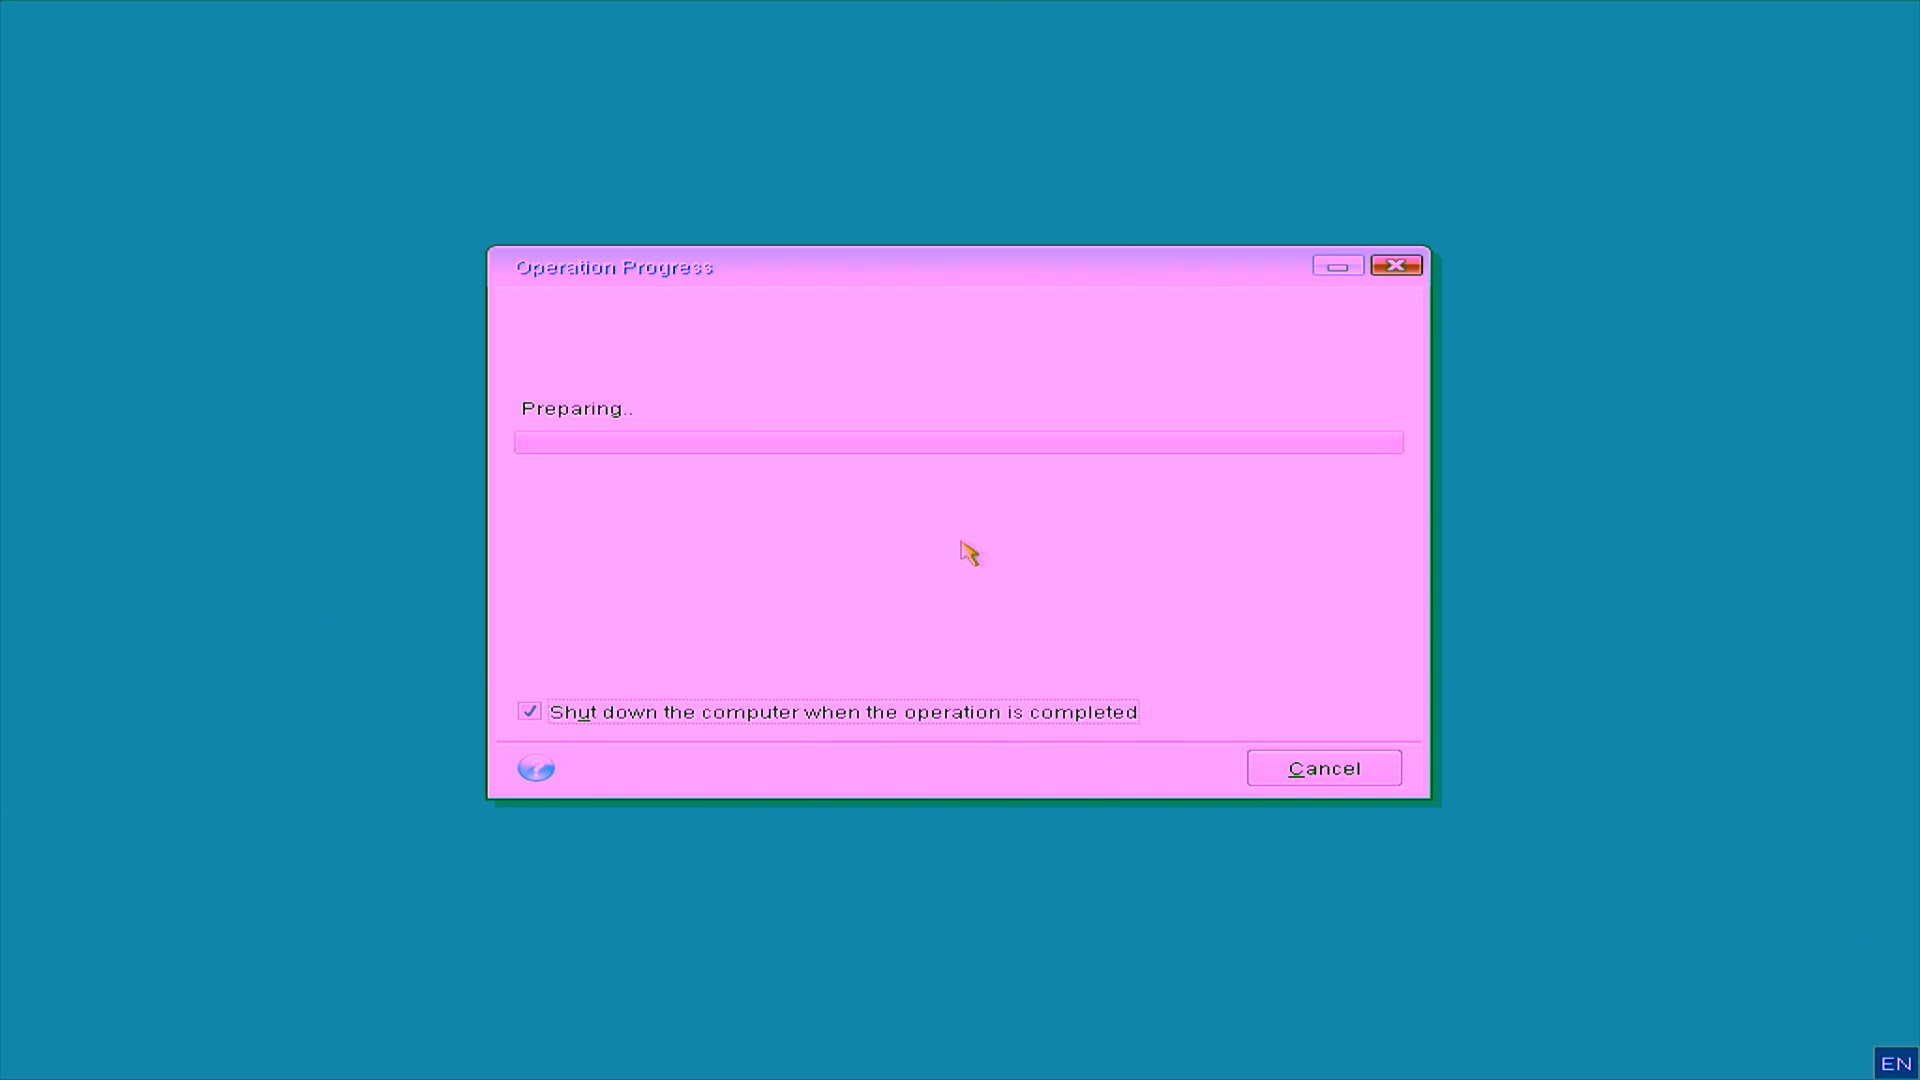 Operation Progress
Preparing..
Shut down the computer when the operation is completed
Cancel
EN